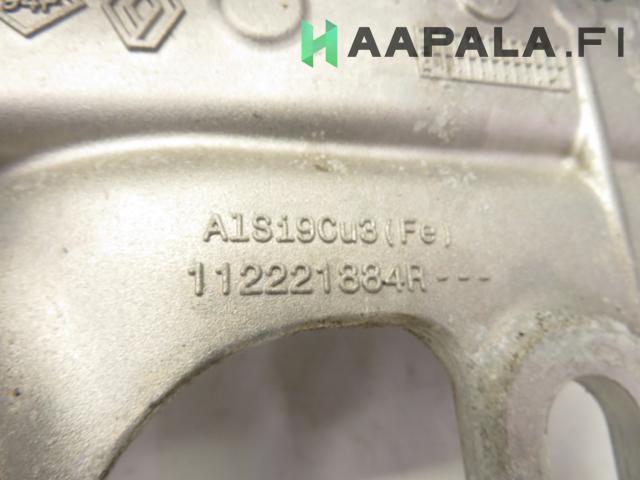 HAAPALA.FI
AlSi9Cu3(Fe)
112221884R---